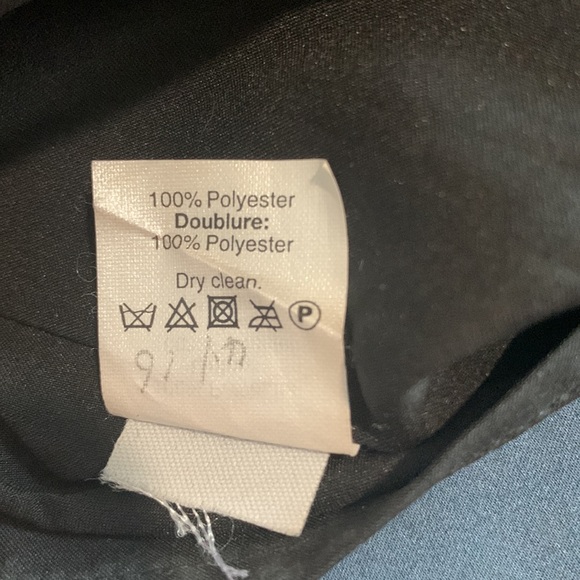 100% Polyester
Doublure:
100% Polyester
Dry clean.
P